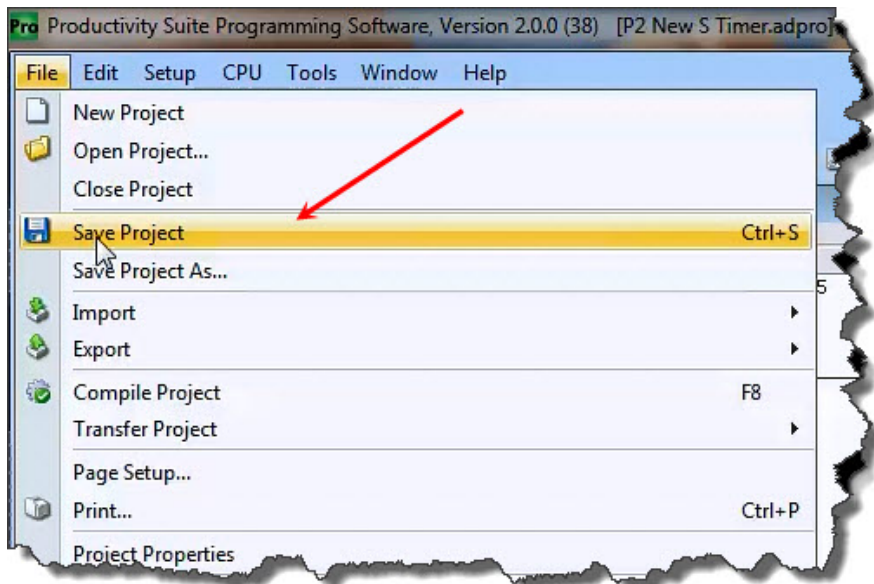 Pro Productivity Suite Programming Software, Version 2.0.0 (38) [P2 New S Timer.adpro]
File Edit Setup CPU Tools Window Help
New Project
Open Project...
Close Project
Save Project Ctrl+S
Save Project As...
5
Import
Export
Compile Project F8
Transfer Project
Page Setup...
Print... Ctrl+P
Project Properties